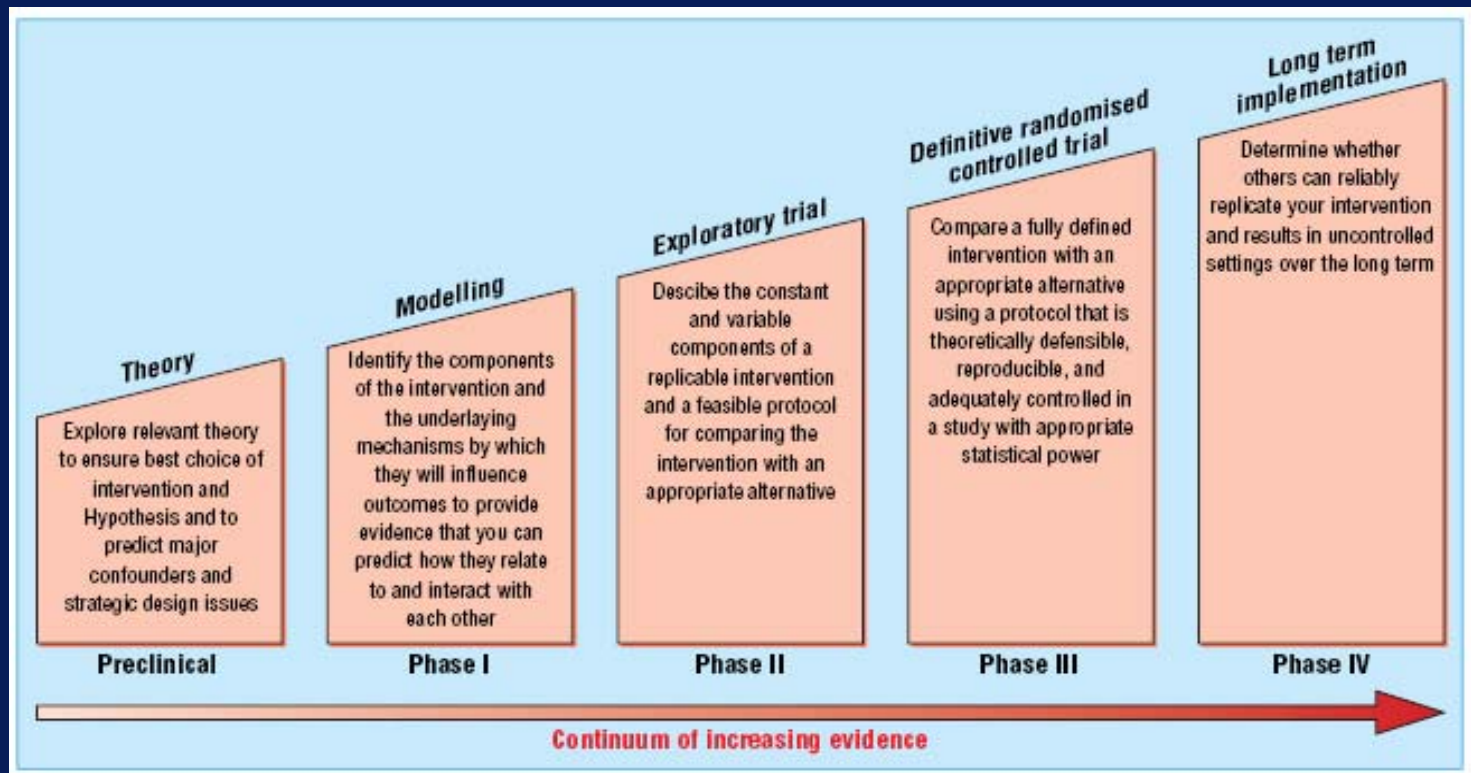 Theory
Explore relevant theory
to ensure best choice of
intervention and
Hypothesis and to
predict major
confounders and
strategic design issues
Preclinical
Modelling
Identify the components
of the intervention and
the underlaying
mechanisms by which
they will influence
outcomes to provide
evidence that you can
predict how they relate
to and interact with
each other
Phase I
Exploratory trial
Descibe the constant
and variable
components of a
replicable intervention
and a feasible protocol
for comparing the
intervention with an
appropriate alternative
Phase II
Definitive randomised
controlled trial
Compare a fully defined
intervention with an
appropriate alternative
using a protocol that is
theoretically defensible,
reproducible, and
adequately controlled in
a study with appropriate
statistical power
Phase III
Long term
implementation
Determine whether
others can reliably
replicate your intervention
and results in uncontrolled
settings over the long term
Phase IV
Continuum of increasing evidence